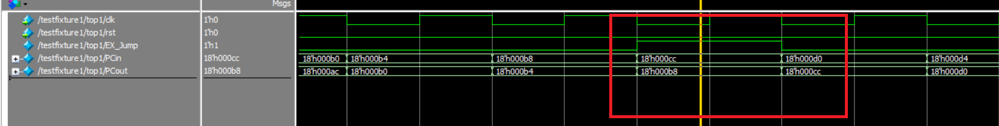 Msgs
/testfixture1/top1/clk 1'h0
/testfixture1/top1/rst 1'h0
/testfixture1/top1/EX_Jump 1'h1
/testfixture1/top1/PCin 18'h000cc 18'h000b0 18'h000b4 18'h000b8 18'h000cc 18'h000d0 18'h000d4
/testfixture1/top1/PCout 18'h000b8 18'h000ac 18'h000b0 18'h000b4 18'h000b8 18'h000cc 18'h000d0